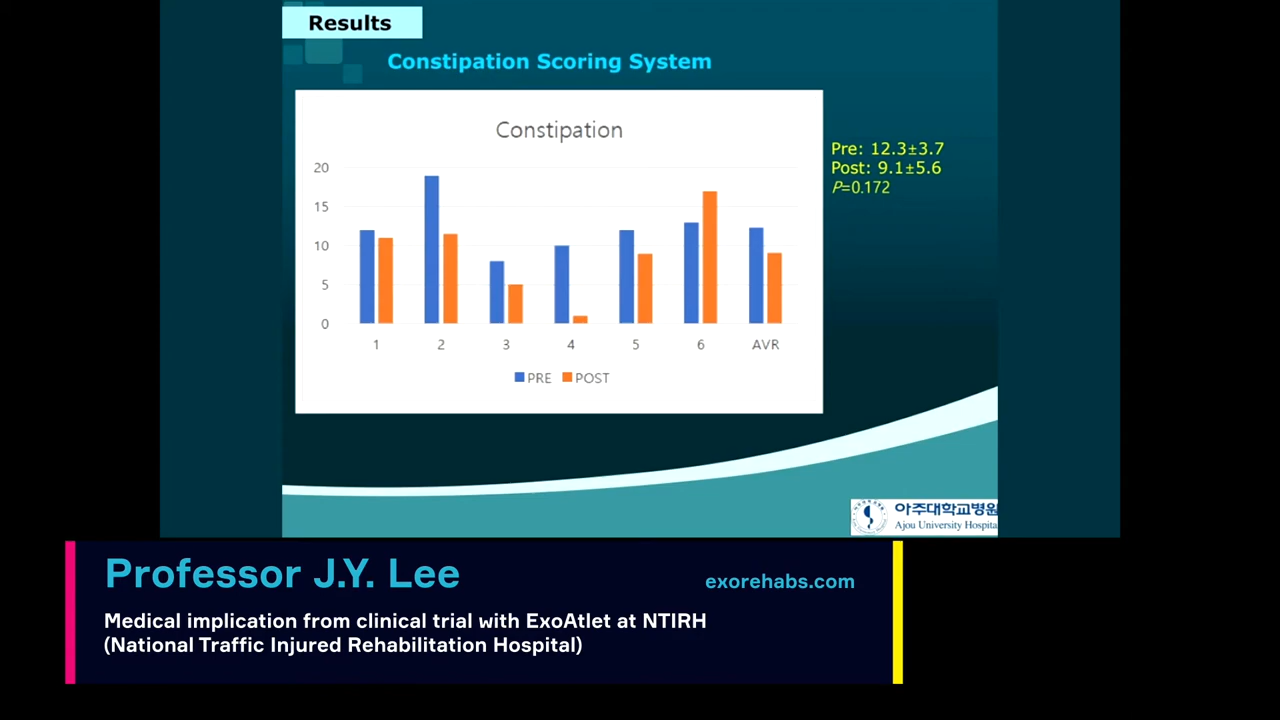 Results
Constipation Scoring System
Constipation
20
15
10
5
0
1 2 3 4 5 6 AVR
PRE POST
Pre: 12.3±3.7
Post: 9.1±5.6
P=0.172
아주대학교병원
Ajou University Hospita
Professor J.Y. Lee
exorehabs.com
Medical implication from clinical trial with ExoAtlet at NTIRH
(National Traffic Injured Rehabilitation Hospital)